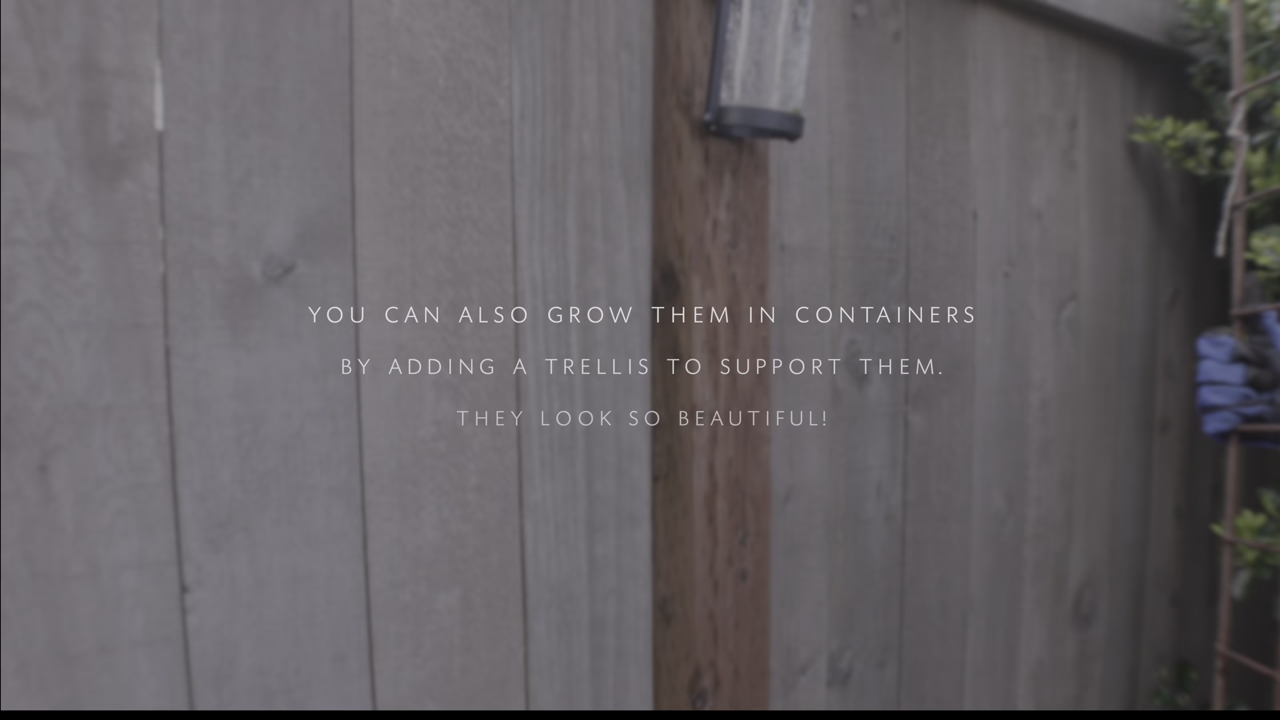 YOU CAN ALSO GROW THEM IN CONTAINERS
BY ADDING A TRELLIS TO SUPPORT THEM.
THEY LOOK SO BEAUTIFUL!